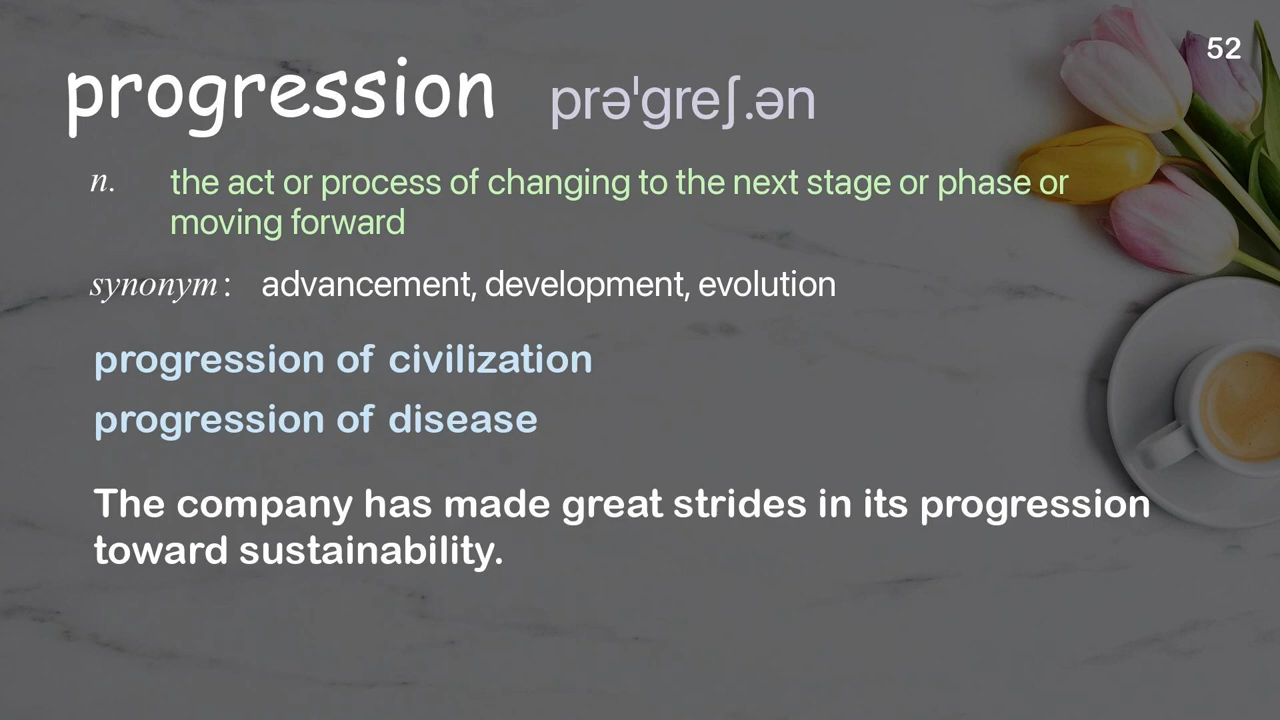 52
progression prəˈgreʃ.ən
n. the act or process of changing to the next stage or phase or
moving forward
synonym : advancement, development, evolution
progression of civilization
progression of disease
The company has made great strides in its progression
toward sustainability.